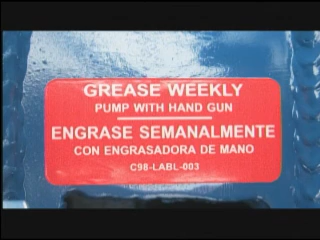 GREASE WEEKLY
PUMP WITH HAND GUN
ENGRASE SEMANALMENTE
CON ENGRASADORA DE MANO
C98-LABL-003